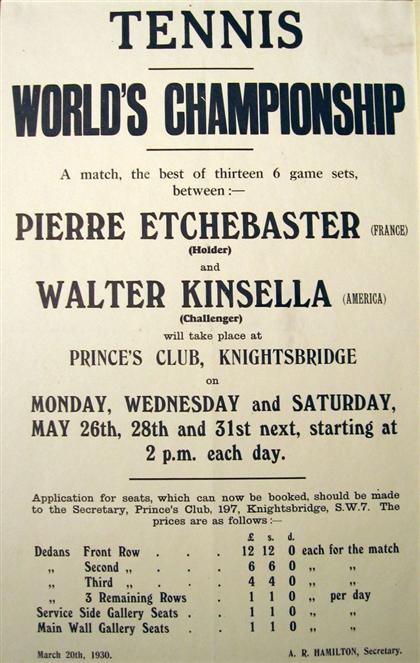 TENNIS
WORLD'S CHAMPIONSHIP
A match, the best of thirteen 6 game sets,
between :—
PIERRE ETCHEBASTER (FRANCE)
(Holder)
and
WALTER KINSELLA (AMERICA)
(Challenger)
will take place at
PRINCE'S CLUB, KNIGHTSBRIDGE
on
MONDAY, WEDNESDAY and SATURDAY,
MAY 26th, 28th and 31st next, starting at
2 p.m. each day.
Application for seats, which can now be booked, should be made
to the Secretary, Prince's Club, 197, Knightsbridge, S.W.7. The
prices are as follows :—
£ s. d.
Dedans Front Row . . . 12 12 0 each for the match
„ Second „ . . . 6 6 0 „ „
„ Third „ . . . 4 4 0 „ „
„ 3 Remaining Rows . 1 1 0 „ per day
Service Side Gallery Seats . . 1 1 0 „ „
Main Wall Gallery Seats . . 1 1 0 „ „
March 20th, 1930. A. R. HAMILTON, Secretary.